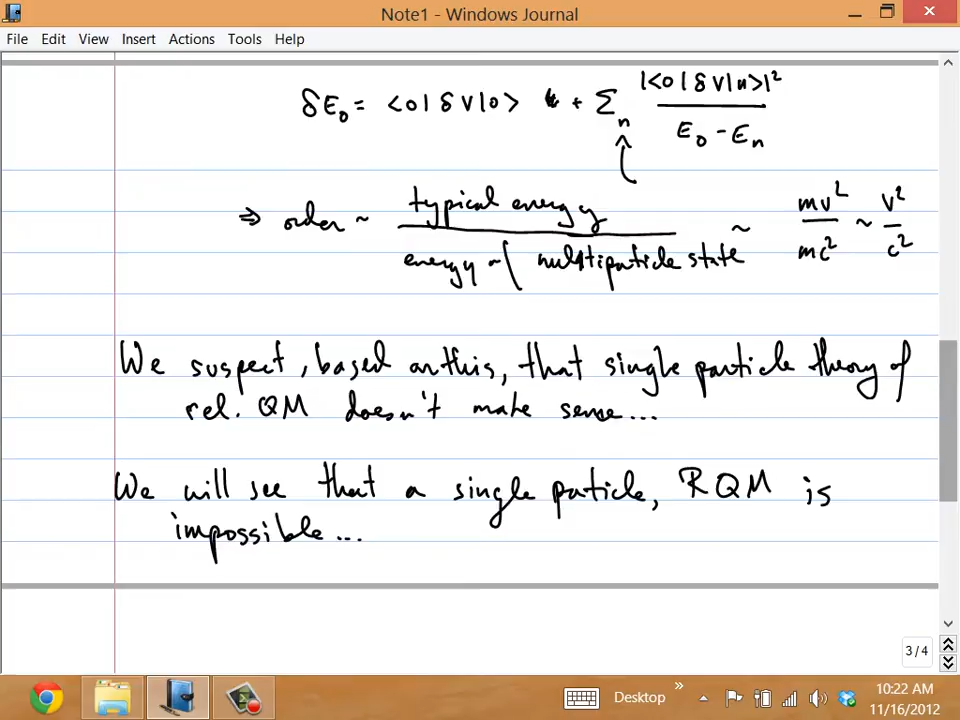 Note1 - Windows Journal
File Edit View Insert Actions Tools Help
δE₀ = <0|δV|0> + Σₙ |<0|δV|n>|² / E₀ - Eₙ
⇒ order ~ typical energy / energy of multiparticle state ~ mv² / mc² ~ v² / c²
We suspect, based on this, that single particle theory of
rel. QM doesn't make sense...
We will see that a single particle, RQM is
impossible...
3 / 4
Desktop
10:22 AM
11/16/2012